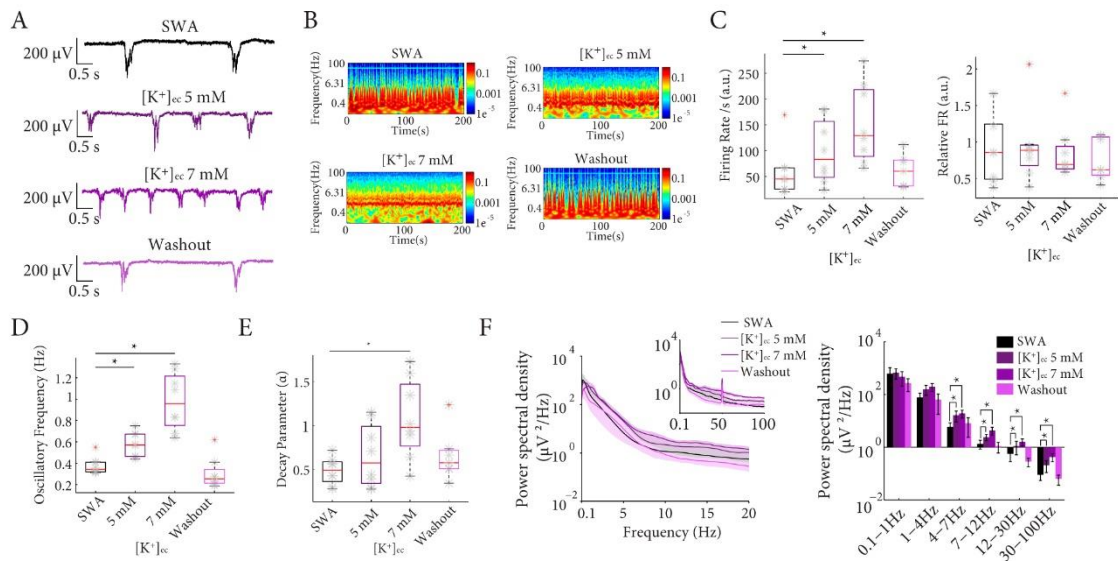 A
SWA
200 µV
0.5 s
[K⁺]ec 5 mM
200 µV
0.5 s
[K⁺]ec 7 mM
200 µV
0.5 s
Washout
200 µV
0.5 s
B
SWA
Frequency(Hz)
100
6.31
0.4
0 100 200
Time(s)
0.1
0.001
1e⁻⁵
[K⁺]ec 5 mM
Frequency(Hz)
100
6.31
0.4
0 100 200
Time(s)
0.1
0.001
1e⁻⁵
[K⁺]ec 7 mM
Frequency(Hz)
100
6.31
0.4
0 100 200
Time(s)
0.1
0.001
1e⁻⁵
Washout
Frequency(Hz)
100
6.31
0.4
0 100 200
Time(s)
0.1
0.001
1e⁻⁵
C
Firing Rate /s (a.u.)
250
200
150
100
50
* *
SWA 5 mM 7 mM Washout
[K⁺]ec
Relative FR (a.u.)
2
1.5
1
0.5
SWA 5 mM 7 mM Washout
[K⁺]ec
D
Oscillatory Frequency (Hz)
1.2
1
0.8
0.6
0.4
0.2
* *
SWA 5 mM 7 mM Washout
[K⁺]ec
E
Decay Parameter (α)
1.5
1
0.5
*
SWA 5 mM 7 mM Washout
[K⁺]ec
F
Power spectral density
(µV ²/Hz)
10⁴
10²
10⁰
10⁻²
0.1 5 10 15 20
Frequency (Hz)
10⁴
10⁰
0.1 50 100
SWA
[K⁺]ec 5 mM
[K⁺]ec 7 mM
Washout
Power spectral density
(µV ²/Hz)
10⁴
10²
10⁰
10⁻²
SWA
[K⁺]ec 5 mM
[K⁺]ec 7 mM
Washout
* * * * * * * *
0.1–1Hz
1–4Hz
4–7Hz
7–12Hz
12–30Hz
30–100Hz